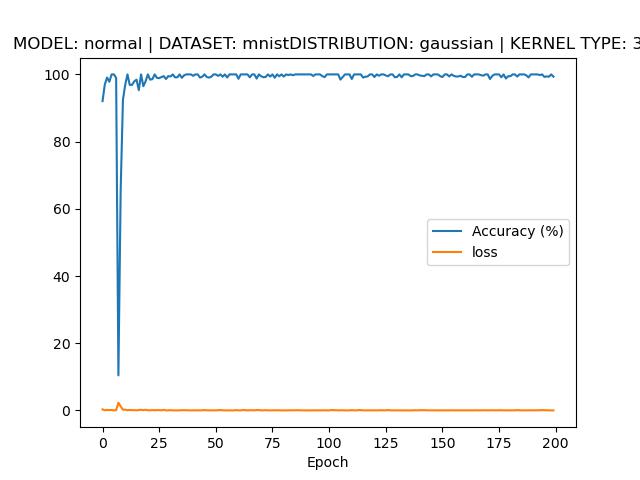 MODEL: normal | DATASET: mnistDISTRIBUTION: gaussian | KERNEL TYPE: 3
100
80
60
40
20
0
Accuracy (%)
loss
0 25 50 75 100 125 150 175 200
Epoch